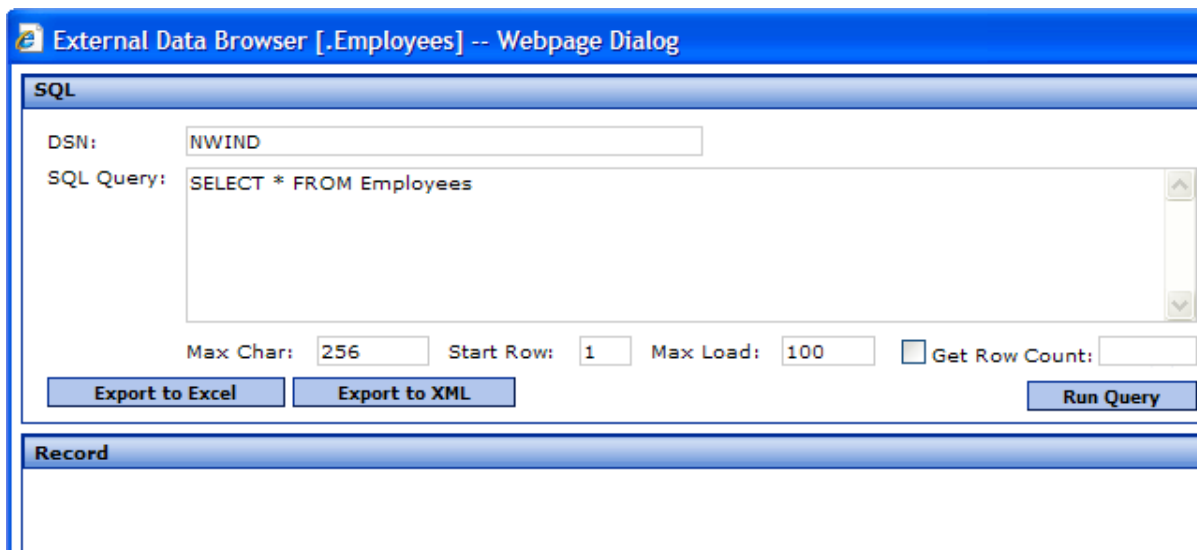 External Data Browser [.Employees] -- Webpage Dialog
SQL
DSN: NWIND
SQL Query: SELECT * FROM Employees
Max Char: 256 Start Row: 1 Max Load: 100 Get Row Count:
Export to Excel Export to XML Run Query
Record